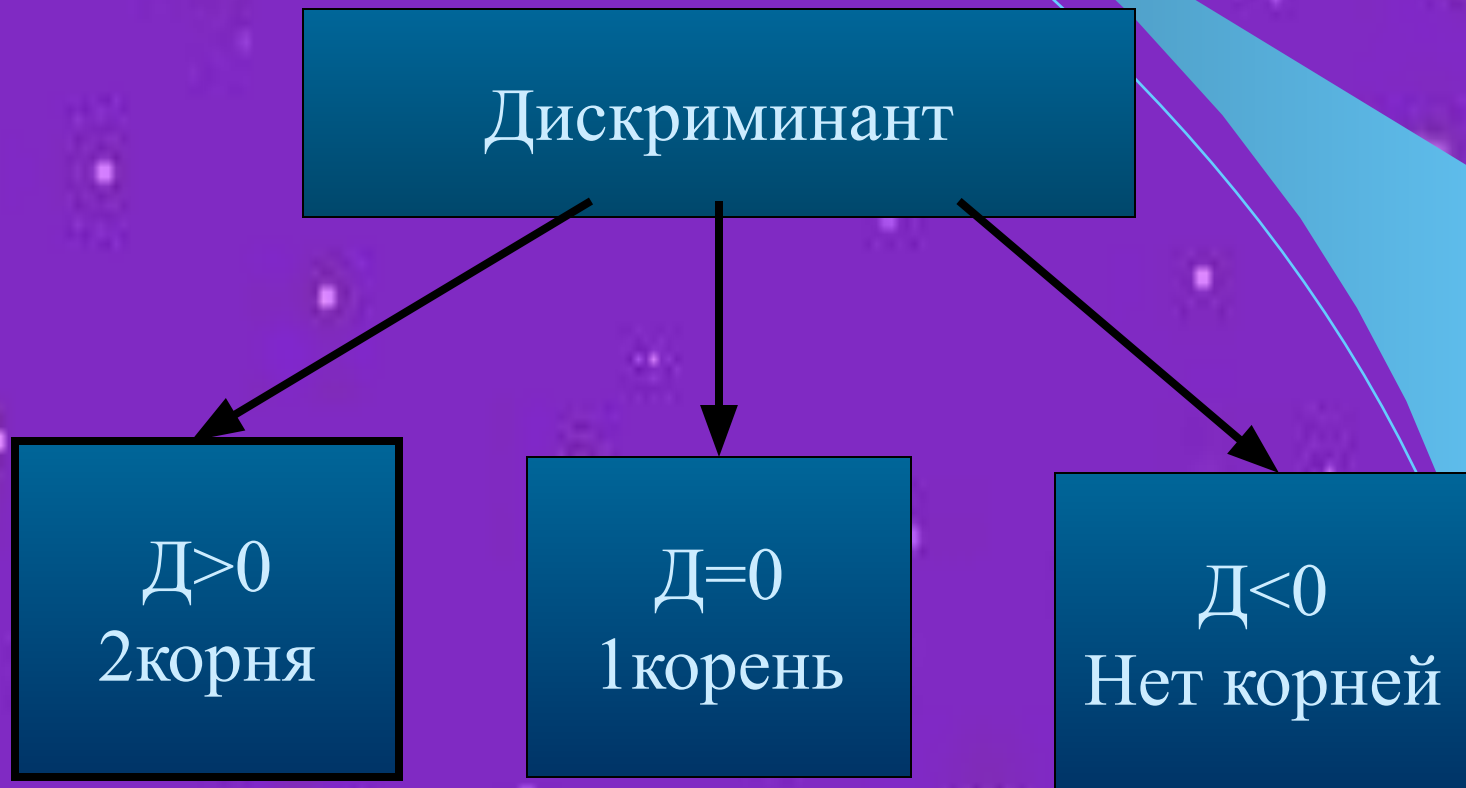 Дискриминант
Д>0
2корня
Д=0
1корень
Д<0
Нет корней